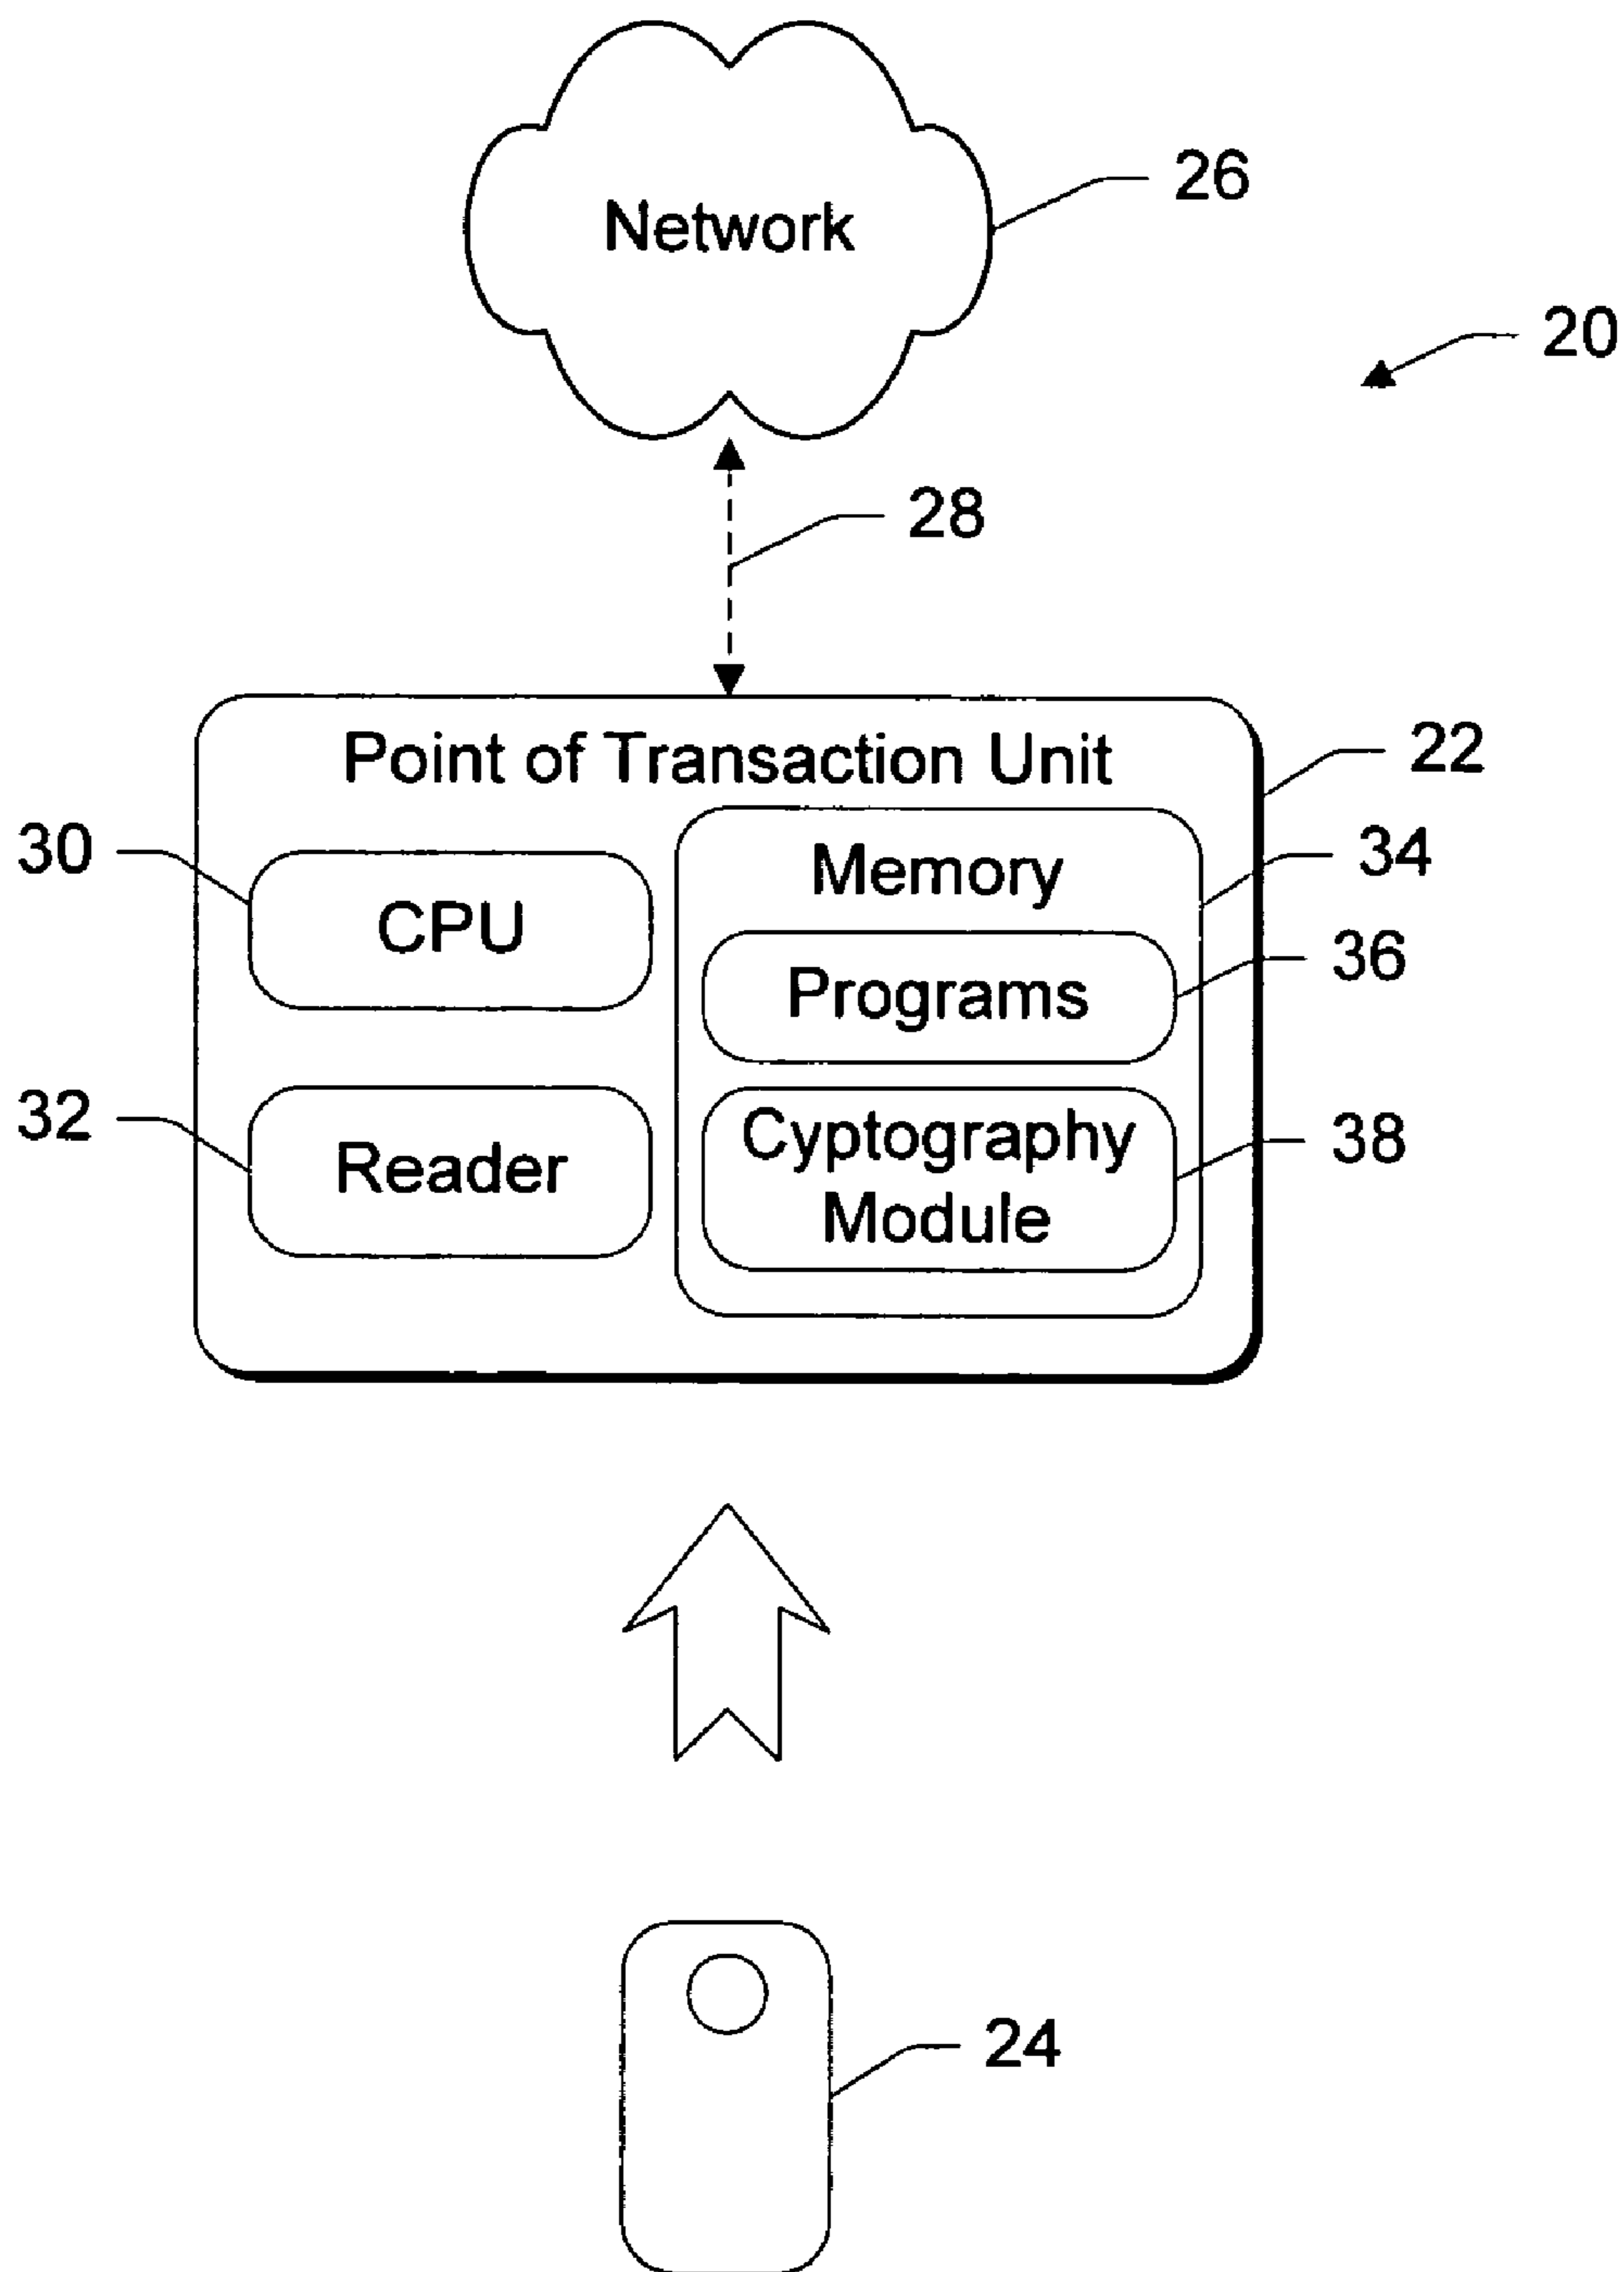 Network
26
20
28
Point of Transaction Unit
22
30
CPU
Memory
34
Programs
36
32
Reader
Cyptography
Module
38
24